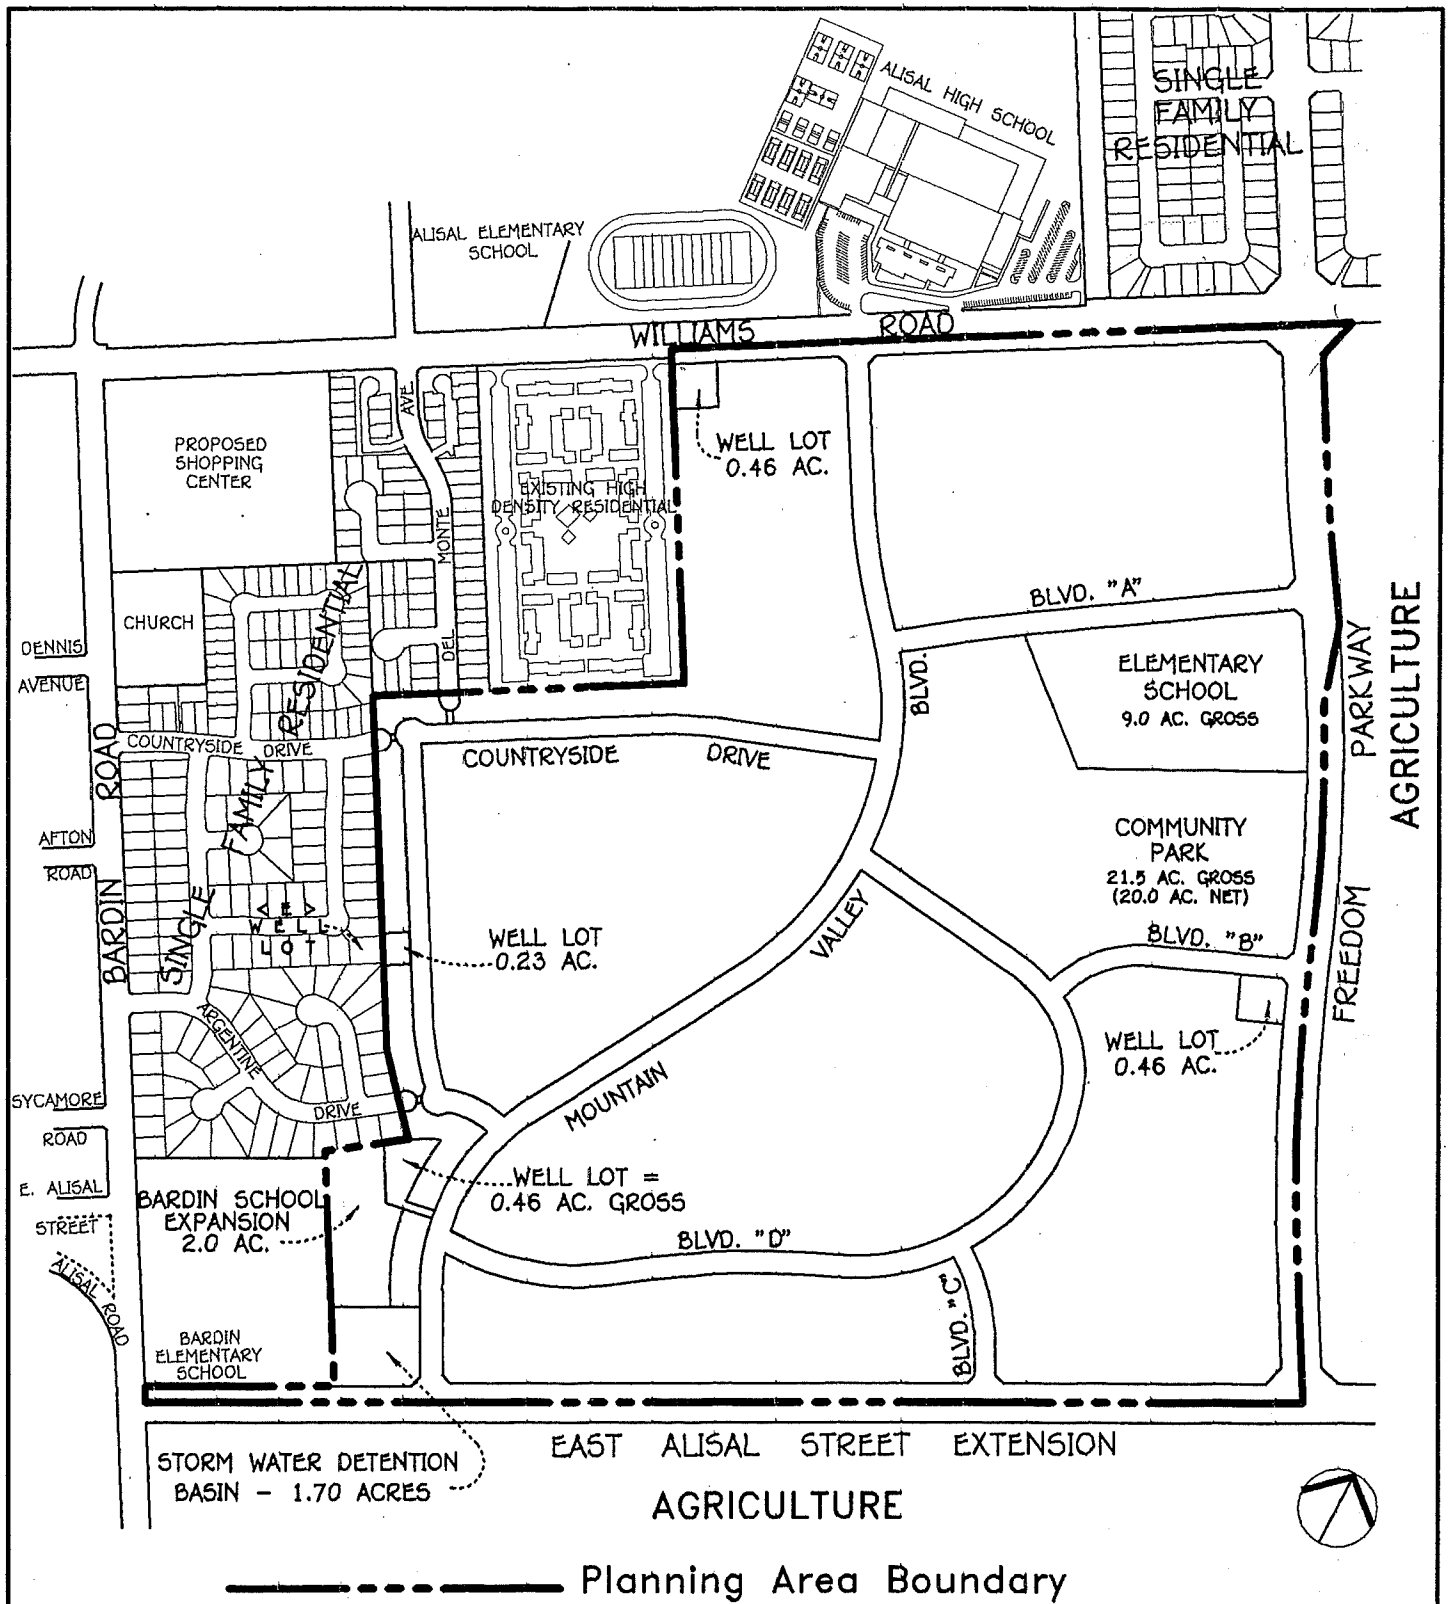 ALISAL HIGH SCHOOL
SINGLE
FAMILY
RESIDENTIAL
ALISAL ELEMENTARY
SCHOOL
WILLIAMS ROAD
PROPOSED
SHOPPING
CENTER
DEL MONTE AVE.
EXISTING HIGH
DENSITY RESIDENTIAL
WELL LOT
0.46 AC.
BLVD. "A"
CHURCH
SINGLE FAMILY RESIDENTIAL
DENNIS
AVENUE
ELEMENTARY
SCHOOL
9.0 AC. GROSS
FREEDOM PARKWAY
AGRICULTURE
COUNTRYSIDE DRIVE
COUNTRYSIDE DRIVE
BARDIN ROAD
AFTON
ROAD
COMMUNITY
PARK
21.5 AC. GROSS
(20.0 AC. NET)
BLVD. "B"
WELL
LOT
WELL LOT
0.23 AC.
MOUNTAIN VALLEY BLVD.
WELL LOT
0.46 AC.
ARGENTINE DRIVE
SYCAMORE
ROAD
E. ALISAL
STREET
ALISAL ROAD
WELL LOT =
0.46 AC. GROSS
BARDIN SCHOOL
EXPANSION
2.0 AC.
BLVD. "D"
BLVD. "C"
BARDIN
ELEMENTARY
SCHOOL
EAST ALISAL STREET EXTENSION
STORM WATER DETENTION
BASIN - 1.70 ACRES
AGRICULTURE
Planning Area Boundary